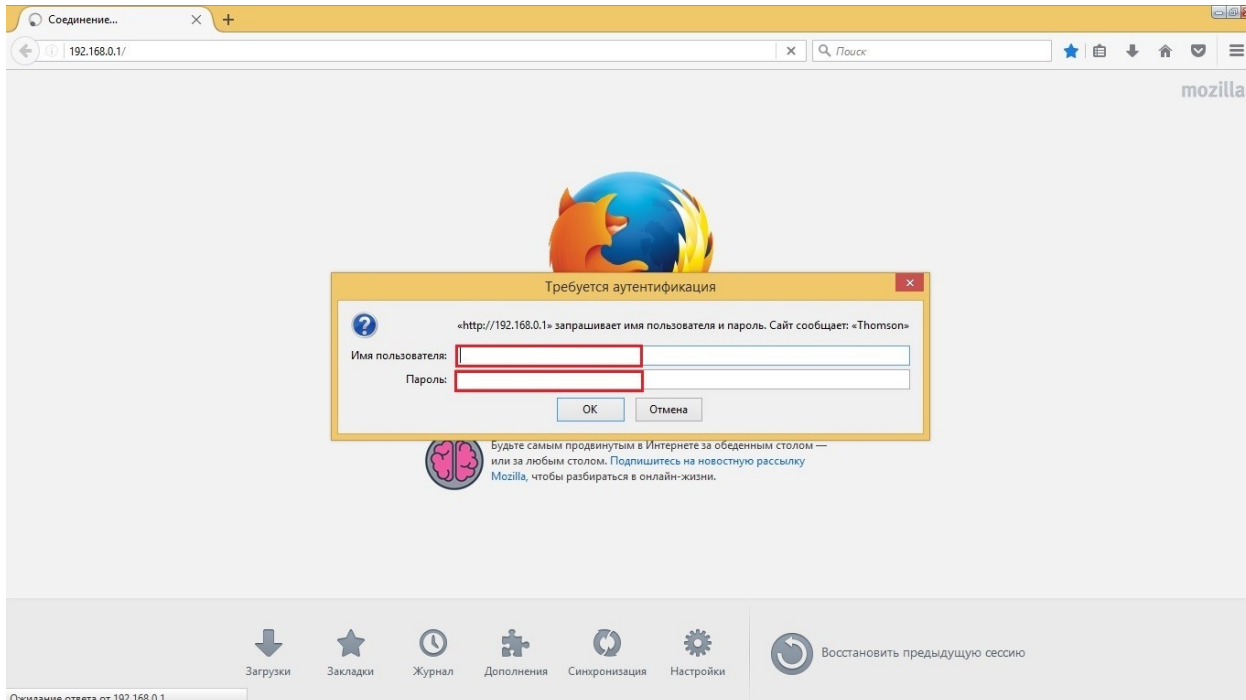 Соединение...
192.168.0.1/
Поиск
mozilla
Требуется аутентификация
«http://192.168.0.1» запрашивает имя пользователя и пароль. Сайт сообщает: «Thomson»
Имя пользователя:
Пароль:
ОК
Отмена
Будьте самым продвинутым в Интернете за обеденным столом —
или за любым столом. Подпишитесь на новостную рассылку
Mozilla, чтобы разбираться в онлайн-жизни.
Загрузки
Закладки
Журнал
Дополнения
Синхронизация
Настройки
Восстановить предыдущую сессию
Ожидание ответа от 192.168.0.1...